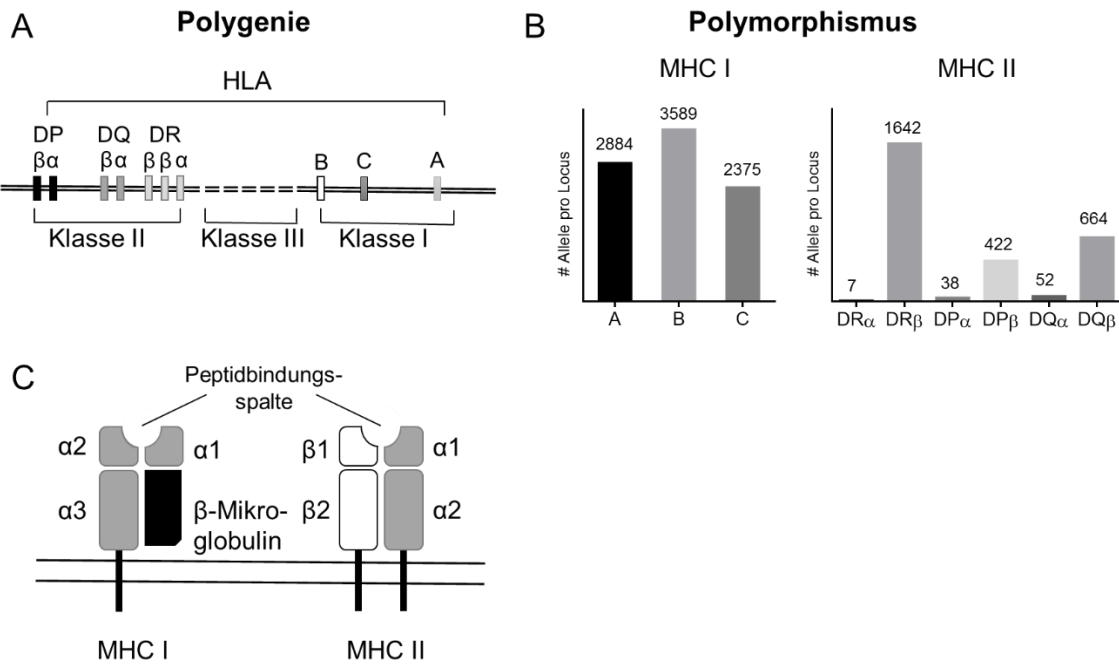 A
Polygenie
HLA
DP DQ DR
βα βα ββα B C A
Klasse II Klasse III Klasse I
B
Polymorphismus
MHC I
# Allele pro Locus
2884 3589 2375
A B C
MHC II
# Allele pro Locus
7 1642 38 422 52 664
DRα DRβ DPα DPβ DQα DQβ
C
Peptidbindungs-
spalte
α2 α1
α3 β-Mikro-
globulin
β1 α1
β2 α2
MHC I MHC II